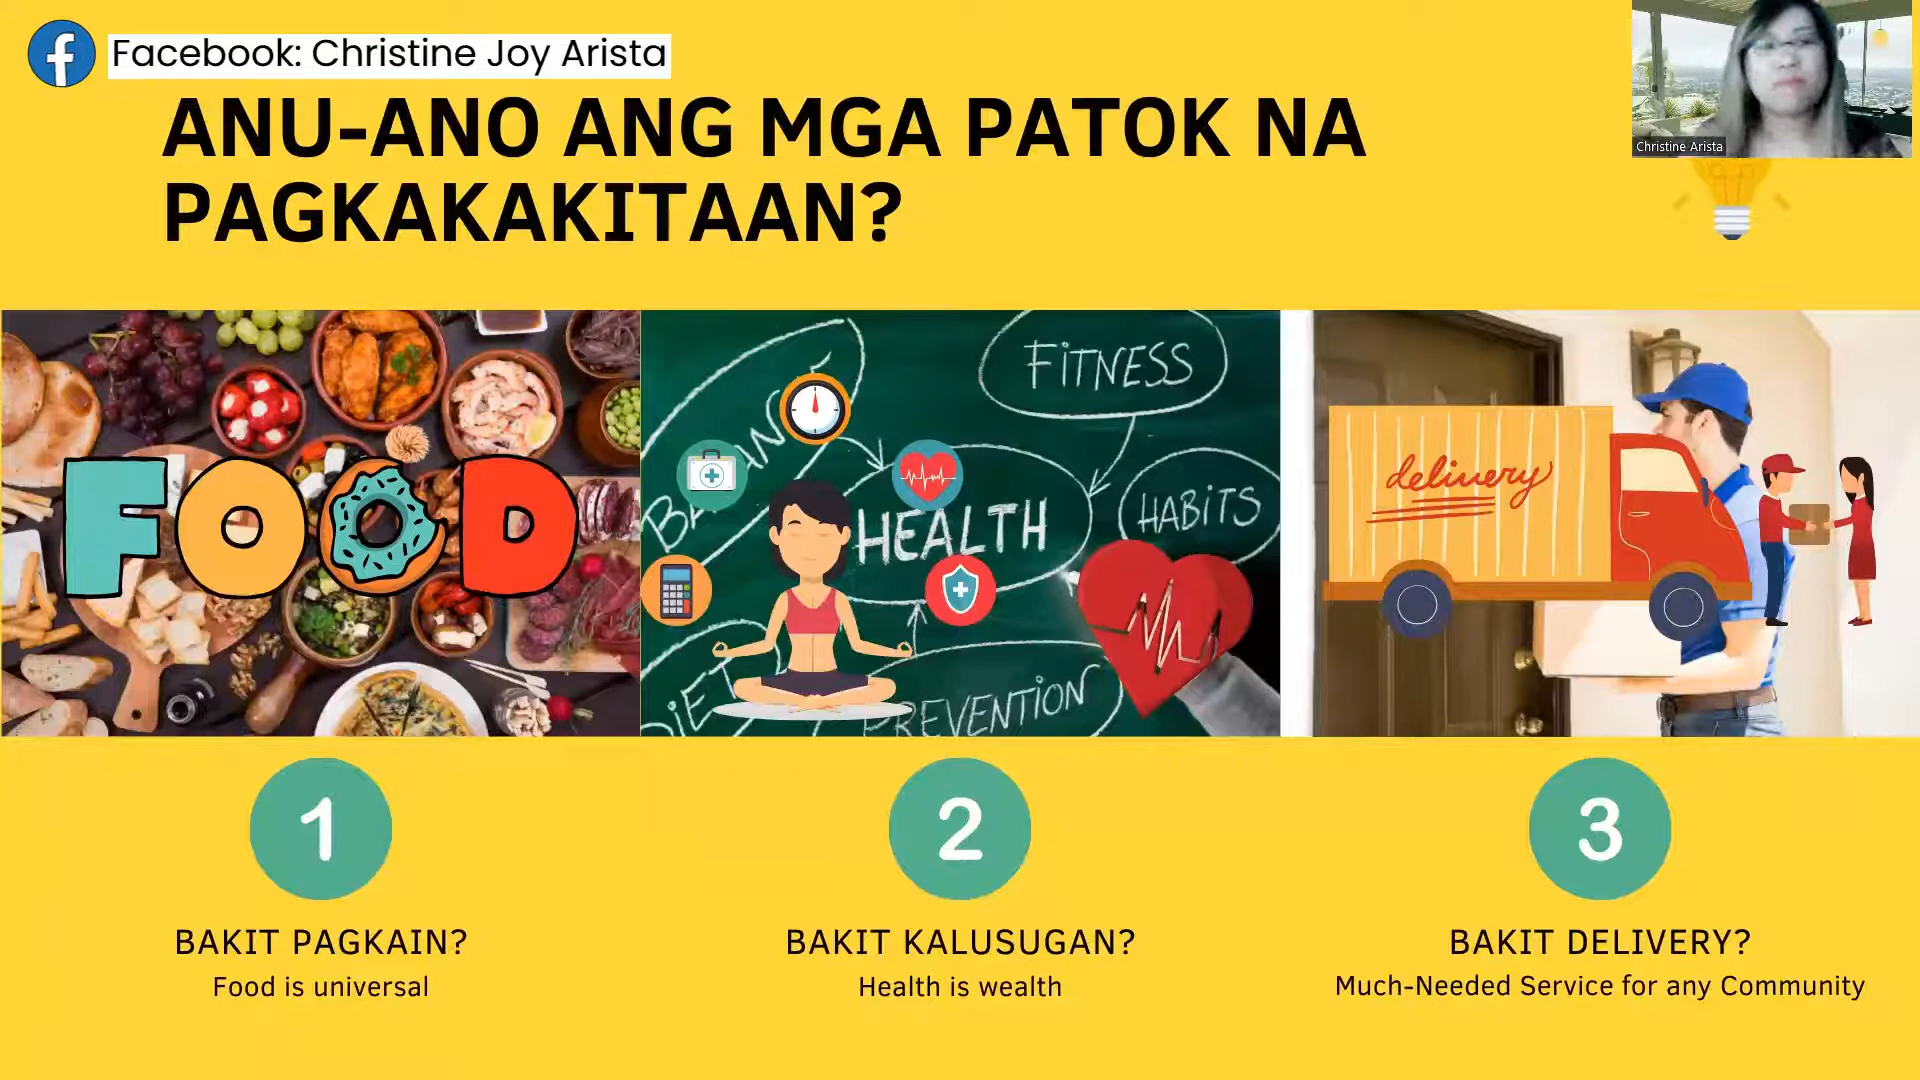 Facebook: Christine Joy Arista
Christine Arista
ANU-ANO ANG MGA PATOK NA
PAGKAKAKITAAN?
FOOD
FITNESS
HEALTH
HABITS
DIET
PREVENTION
delivery
1
2
3
BAKIT PAGKAIN?
Food is universal
BAKIT KALUSUGAN?
Health is wealth
BAKIT DELIVERY?
Much-Needed Service for any Community